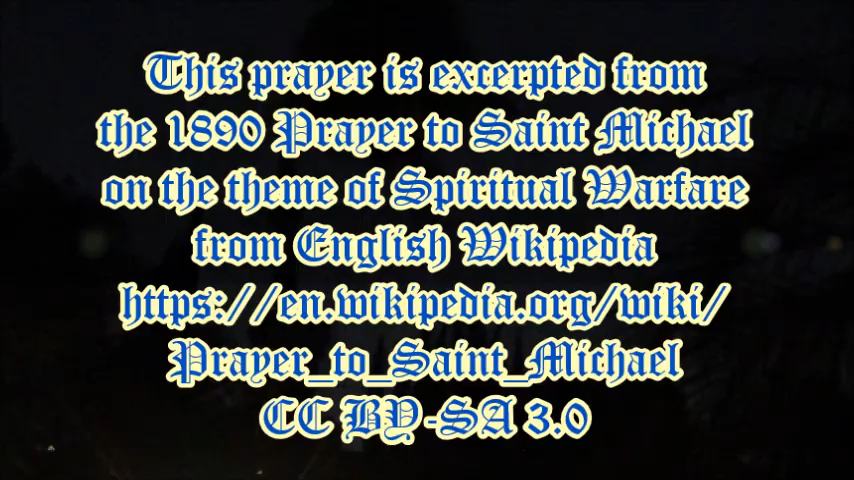 This prayer is excerpted from
the 1890 Prayer to Saint Michael
on the theme of Spiritual Warfare
from English Wikipedia
https://en.wikipedia.org/wiki/
Prayer_to_Saint_Michael
CC BY-SA 3.0